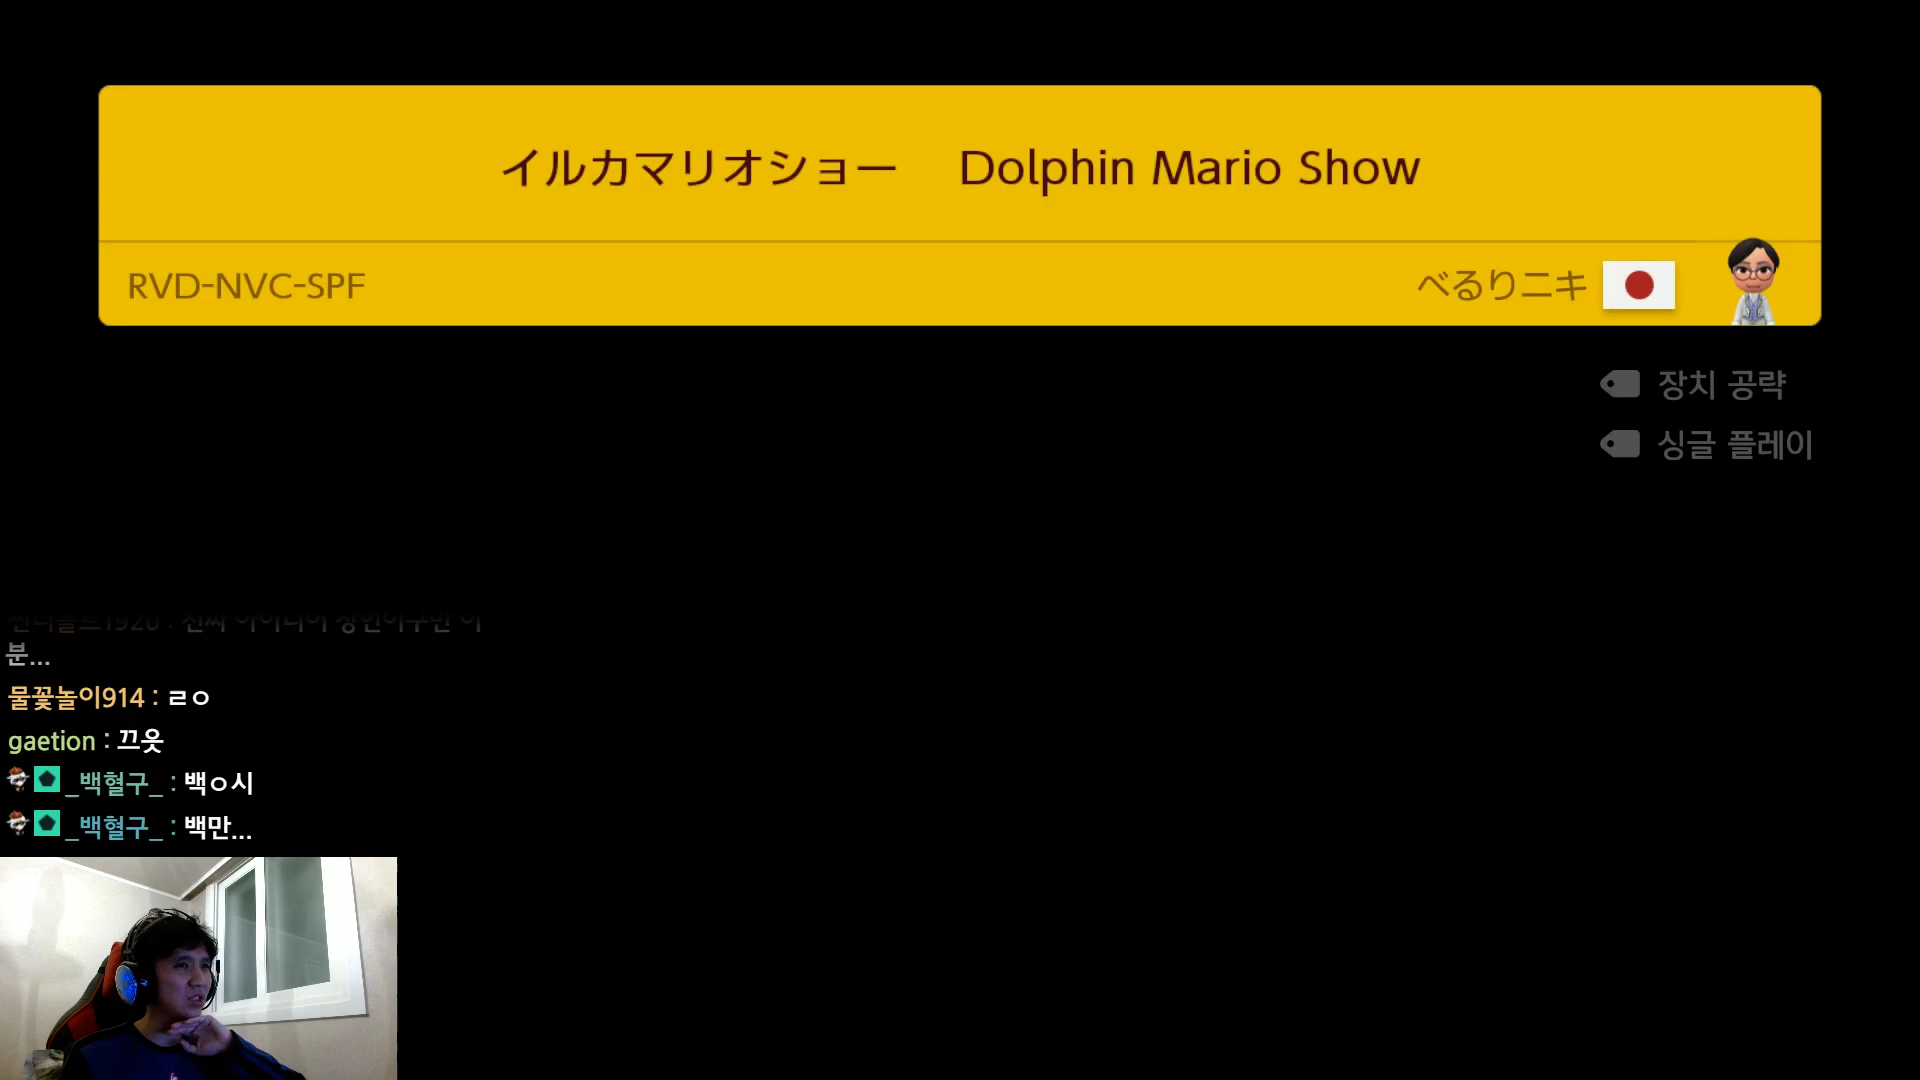 イルカマリオショー Dolphin Mario Show
RVD-NVC-SPF
べるりニキ
장치 공략
싱글 플레이
분...
물꽃놀이914 : ㄹㅇ
gaetion : 끄읏
_백혈구_ : 백ㅇ시
_백혈구_ : 백만...